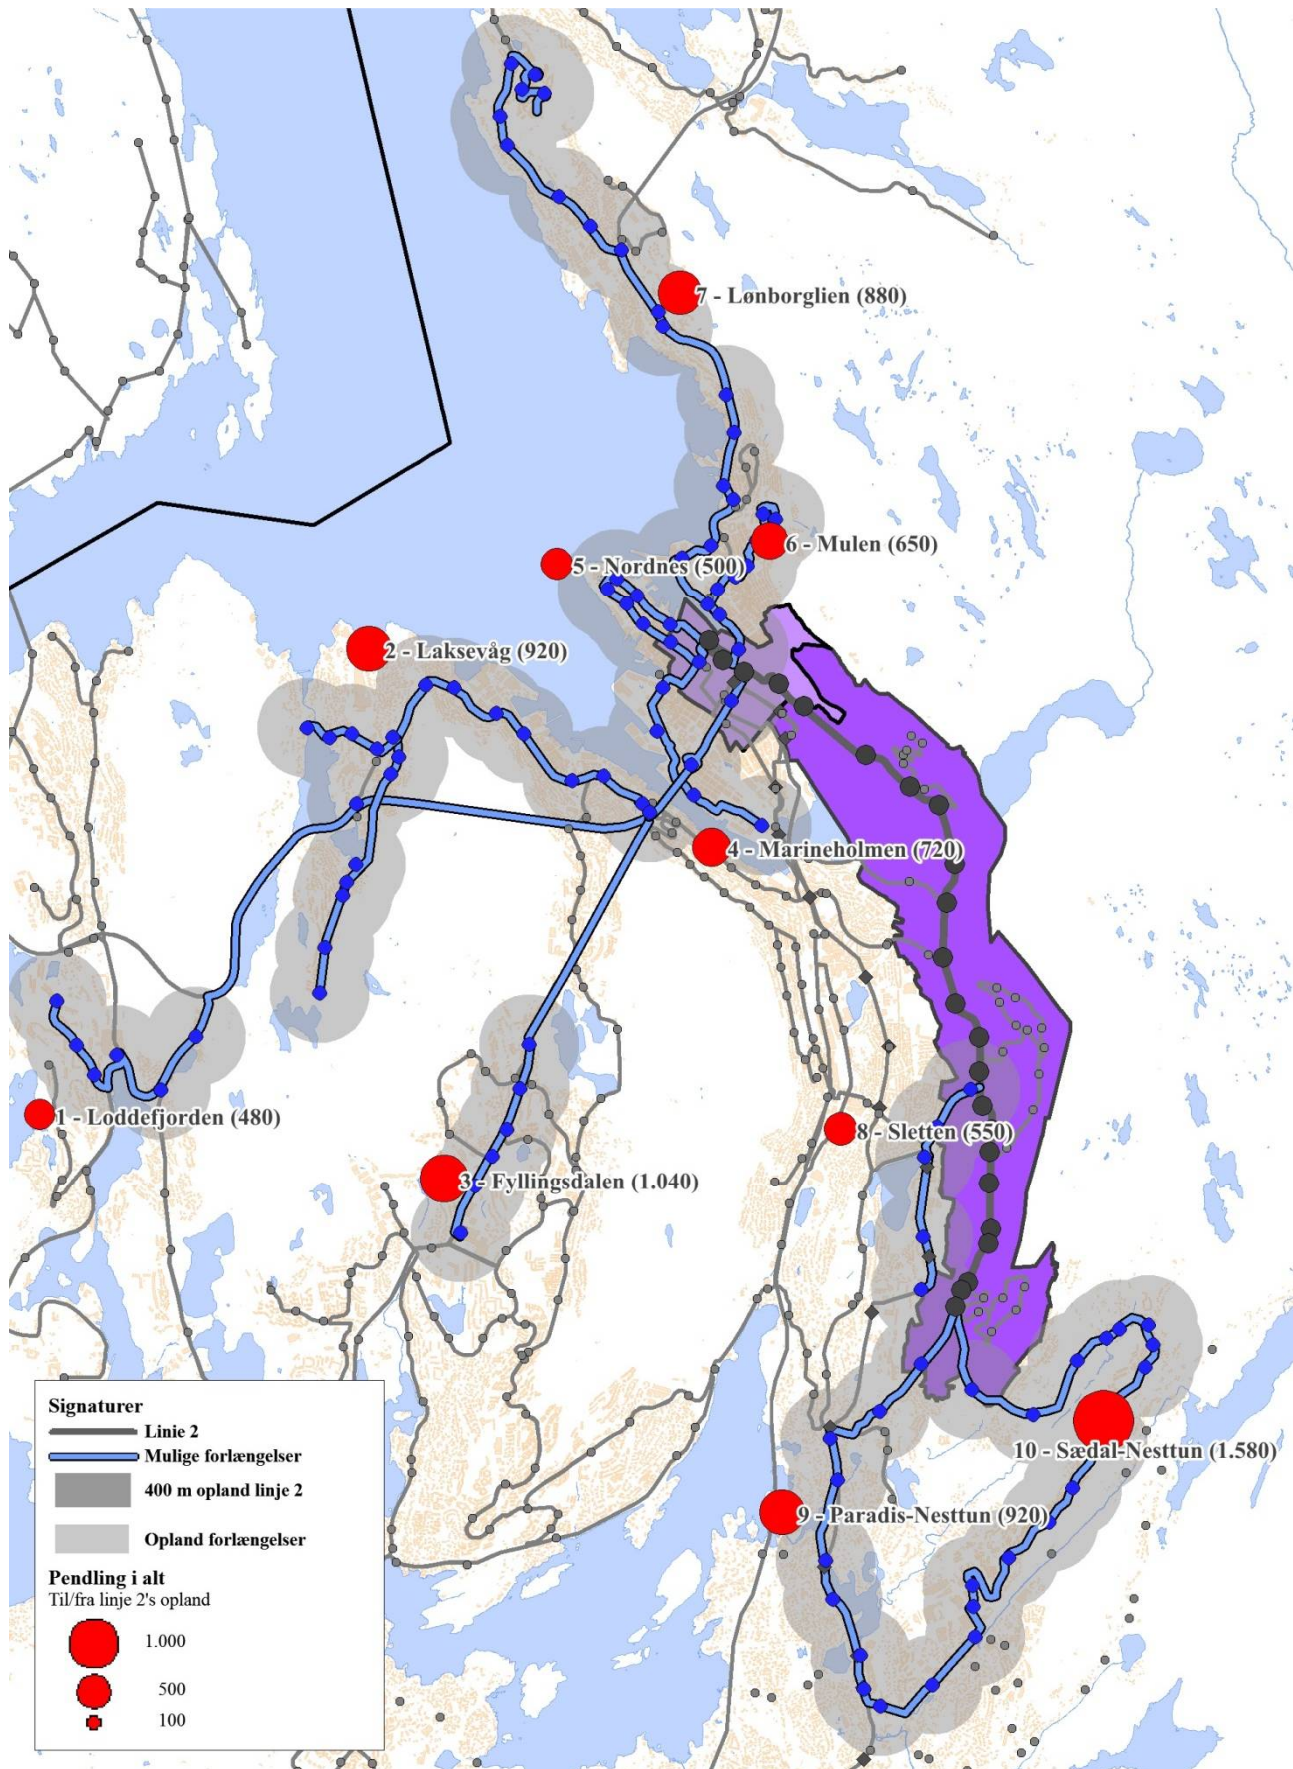 7 - Lønborglien (880)
6 - Mulen (650)
5 - Nordnes (500)
2 - Laksevåg (920)
4 - Marineholmen (720)
1 - Loddefjorden (480)
8 - Sletten (550)
3 - Fyllingsdalen (1.040)
10 - Sædal-Nesttun (1.580)
9 - Paradis-Nesttun (920)
Signaturer
Linie 2
Mulige forlængelser
400 m opland linje 2
Opland forlængelser
Pendling i alt
Til/fra linje 2's opland
1.000
500
100